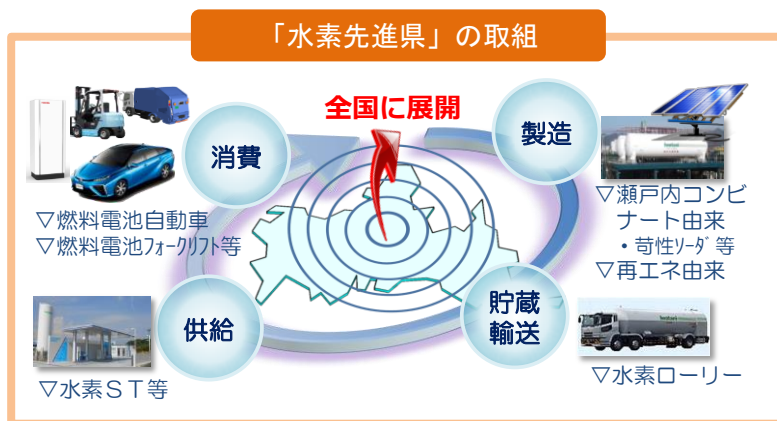 「水素先進県」の取組
全国に展開
消費
製造
▽燃料電池自動車
▽燃料電池フォークリフト等
▽瀬戸内コンビ
ナート由来
・苛性ソーダ等
▽再エネ由来
供給
貯蔵
輸送
▽水素ＳＴ等
▽水素ローリー